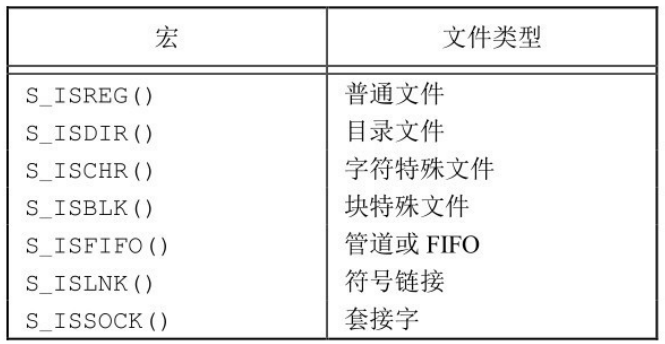 宏 文件类型
S_ISREG() 普通文件
S_ISDIR() 目录文件
S_ISCHR() 字符特殊文件
S_ISBLK() 块特殊文件
S_ISFIFO() 管道或 FIFO
S_ISLNK() 符号链接
S_ISSOCK() 套接字